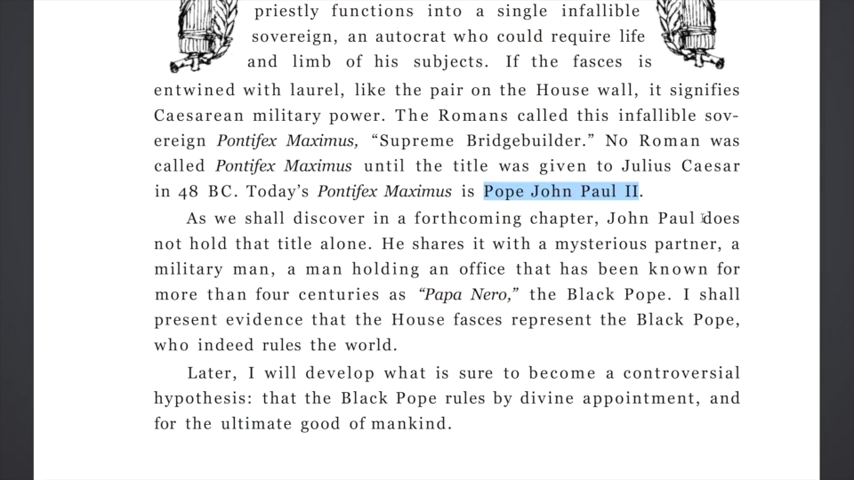 priestly functions into a single infallible
sovereign, an autocrat who could require life
and limb of his subjects. If the fasces is
entwined with laurel, like the pair on the House wall, it signifies
Caesarean military power. The Romans called this infallible sov-
ereign Pontifex Maximus, “Supreme Bridgebuilder.” No Roman was
called Pontifex Maximus until the title was given to Julius Caesar
in 48 BC. Today’s Pontifex Maximus is Pope John Paul II.
As we shall discover in a forthcoming chapter, John Paul does
not hold that title alone. He shares it with a mysterious partner, a
military man, a man holding an office that has been known for
more than four centuries as “Papa Nero,” the Black Pope. I shall
present evidence that the House fasces represent the Black Pope,
who indeed rules the world.
Later, I will develop what is sure to become a controversial
hypothesis: that the Black Pope rules by divine appointment, and
for the ultimate good of mankind.